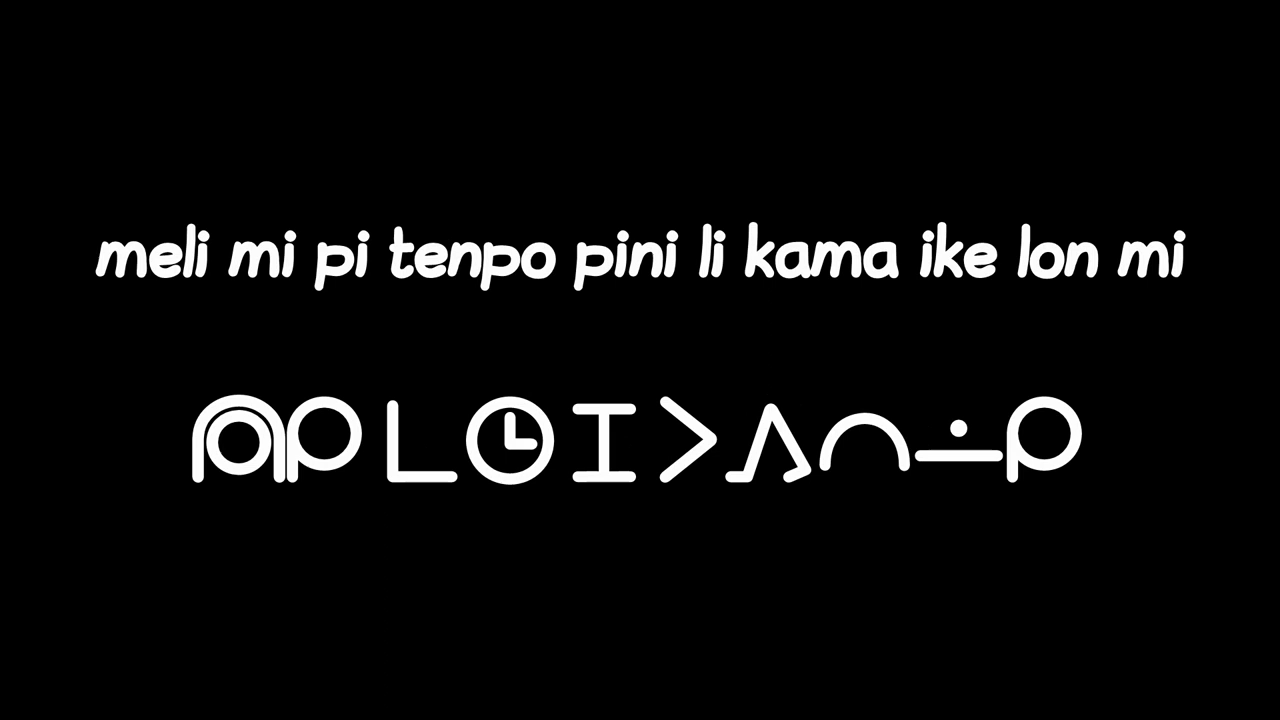 meli mi pi tenpo pini li kama ike lon mi
󱤳󱤴󱥍󱥫󱥐󱤧󱤖󱤍󱤬󱤴